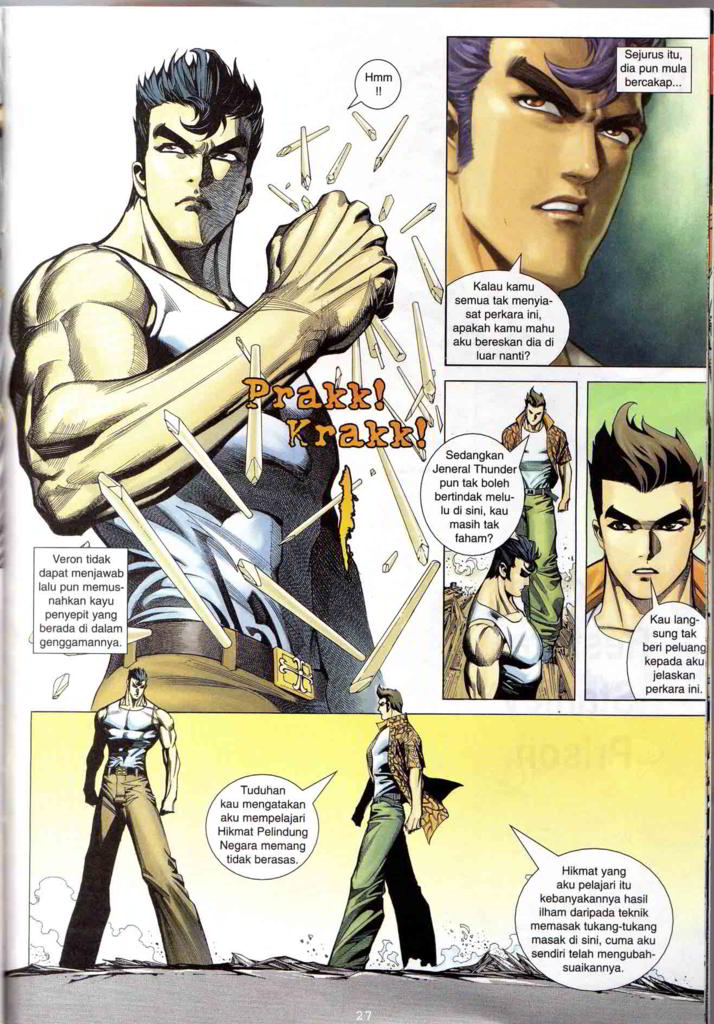 Hmm
!!
Prakk!
Krakk!
Veron tidak
dapat menjawab
lalu pun memus-
nahkan kayu
penyepit yang
berada di dalam
genggamannya.
Sejurus itu,
dia pun mula
bercakap...
Kalau kamu
semua tak menyia-
sat perkara ini,
apakah kamu mahu
aku bereskan dia di
luar nanti?
Sedangkan
Jeneral Thunder
pun tak boleh
bertindak melu-
lu di sini, kau
masih tak
faham?
Kau lang-
sung tak
beri peluang
kepada aku
jelaskan
perkara ini.
Tuduhan
kau mengatakan
aku mempelajari
Hikmat Pelindung
Negara memang
tidak berasas.
Hikmat yang
aku pelajari itu
kebanyakannya hasil
ilham daripada teknik
memasak tukang-tukang
masak di sini, cuma aku
sendiri telah mengubah-
suaikannya.
27